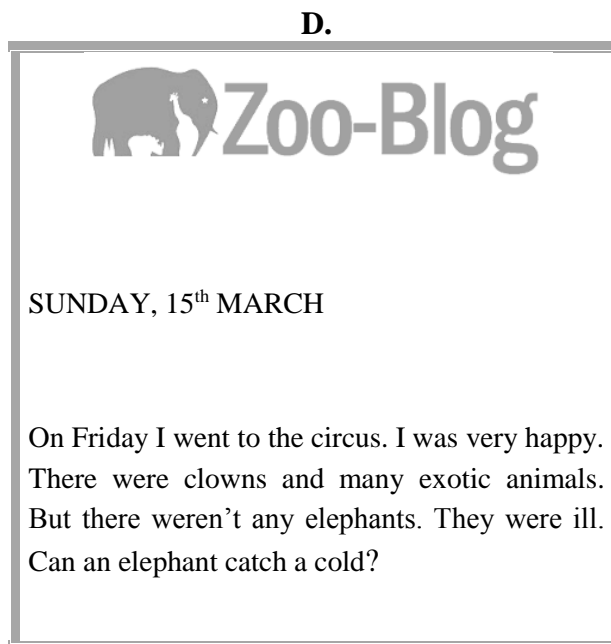 D.
Zoo-Blog
SUNDAY, 15th MARCH
On Friday I went to the circus. I was very happy.
There were clowns and many exotic animals.
But there weren’t any elephants. They were ill.
Can an elephant catch a cold?